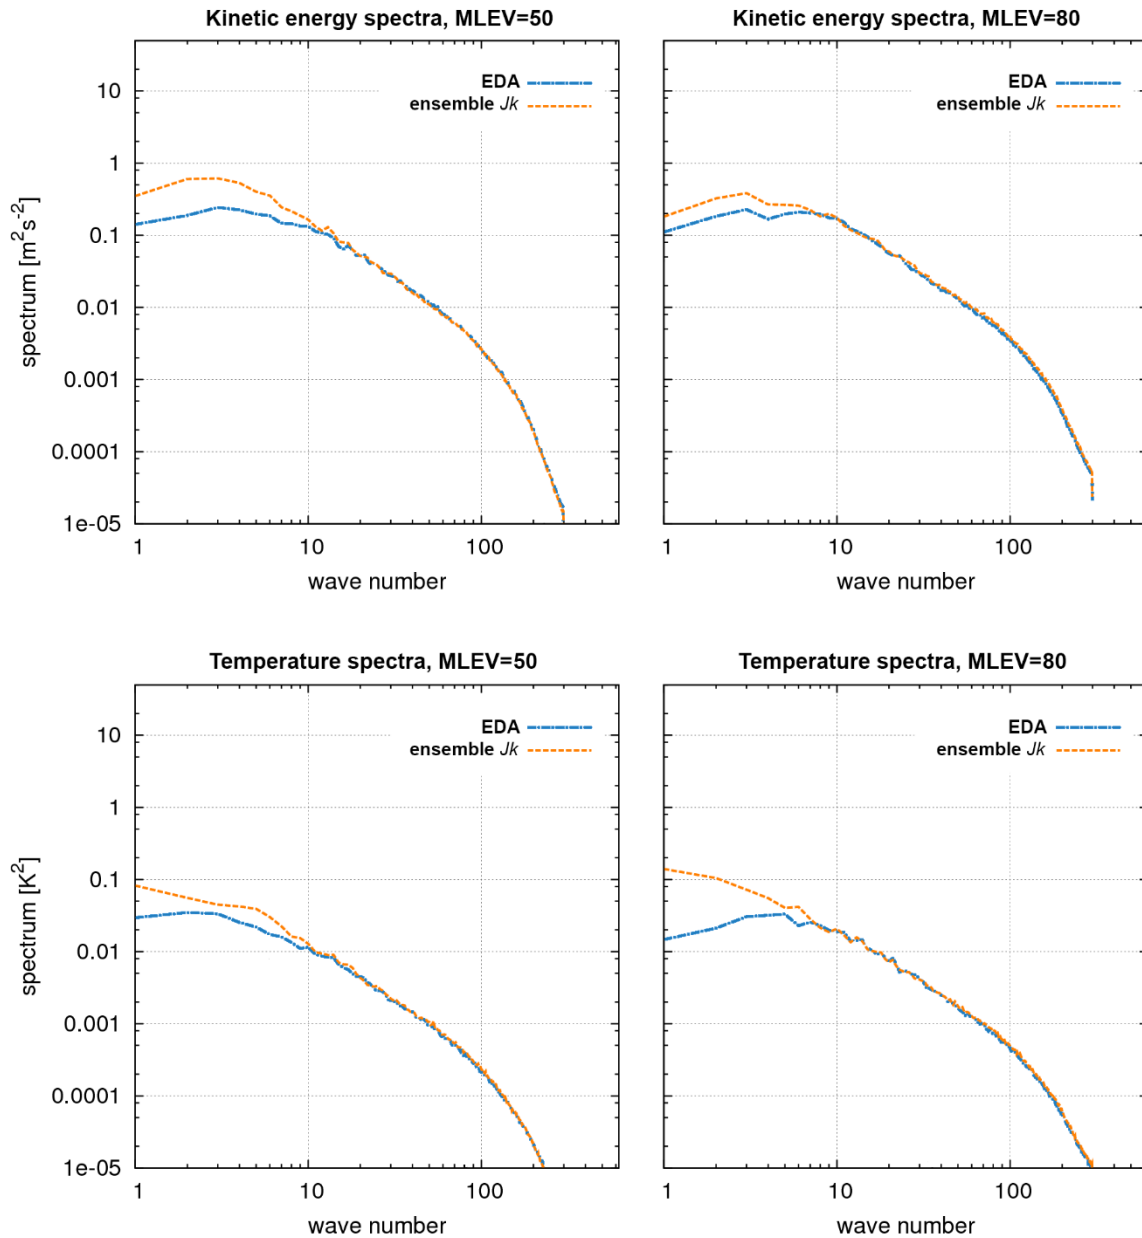 Kinetic energy spectra, MLEV=50
EDA
ensemble Jk
10
1
0.1
0.01
0.001
0.0001
1e-05
spectrum [m²s⁻²]
1
10
100
wave number
Kinetic energy spectra, MLEV=80
EDA
ensemble Jk
1
10
100
wave number
Temperature spectra, MLEV=50
EDA
ensemble Jk
10
1
0.1
0.01
0.001
0.0001
1e-05
spectrum [K²]
1
10
100
wave number
Temperature spectra, MLEV=80
EDA
ensemble Jk
1
10
100
wave number